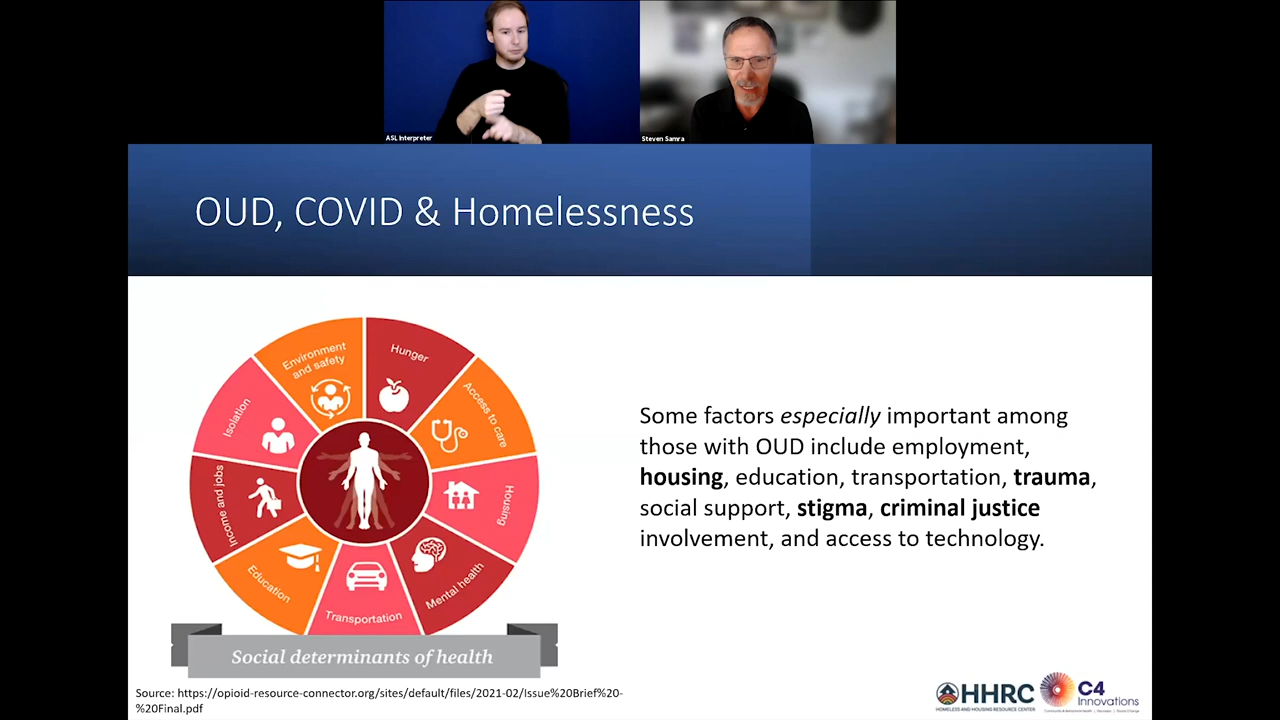 ASL Interpreter
Steven Samra
OUD, COVID & Homelessness
Environment
and safety
Hunger
Access to care
Housing
Mental health
Transportation
Education
Income and jobs
Isolation
Social determinants of health
Some factors especially important among
those with OUD include employment,
housing, education, transportation, trauma,
social support, stigma, criminal justice
involvement, and access to technology.
Source: https://opioid-resource-connector.org/sites/default/files/2021-02/Issue%20Brief%20-
%20Final.pdf
HHRC
HOMELESS AND HOUSING RESOURCE CENTER
C4
Innovations